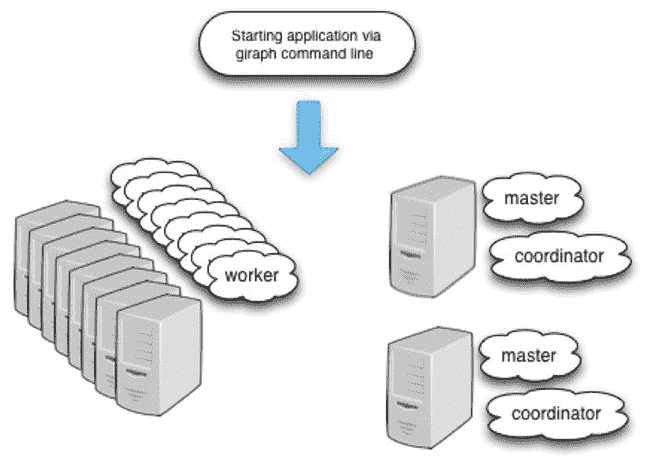 Starting application via
giraph command line
master
coordinator
worker
master
coordinator